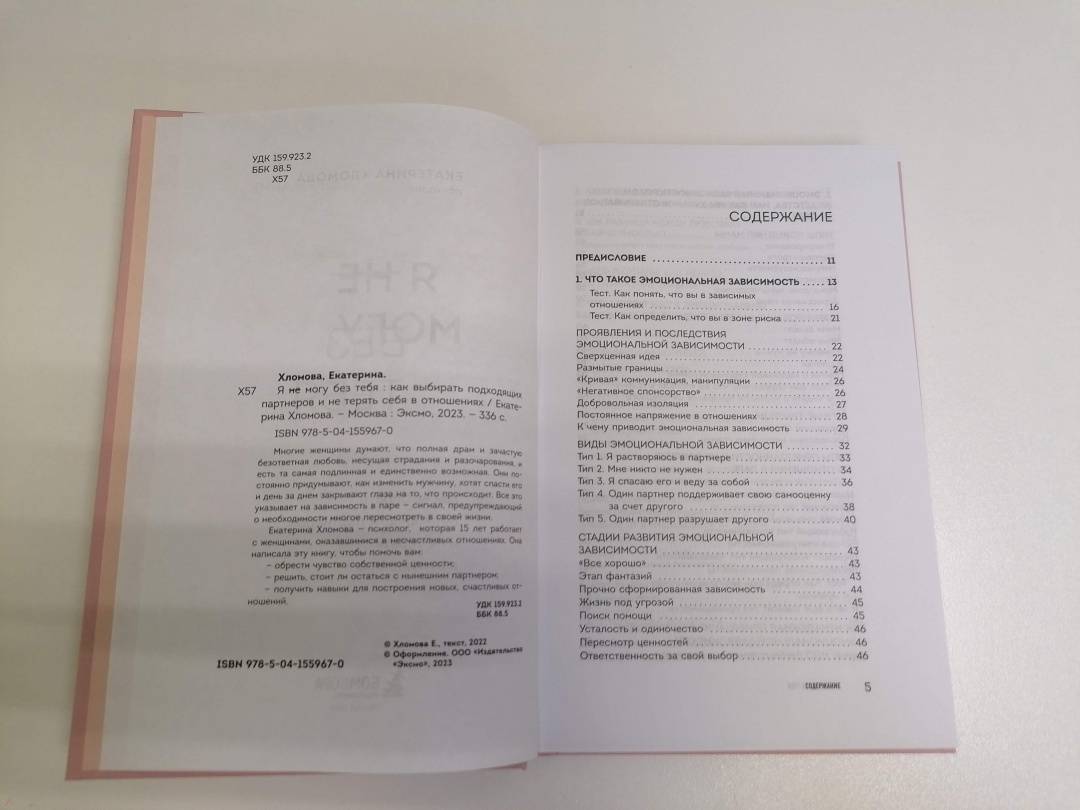 УДК 159.923.2
ББК 88.5
Х57
Хломова, Екатерина.
Х57 Я не могу без тебя : как выбирать подходящих
партнеров и не терять себя в отношениях / Екате-
рина Хломова. – Москва : Эксмо, 2023. – 336 с.
ISBN 978-5-04-155967-0
Многие женщины думают, что полная драм и зачастую
безответная любовь, несущая страдания и разочарования, и
есть та самая подлинная и единственно возможная. Они по-
стоянно придумывают, как изменить мужчину, хотят спасти его
и день за днем закрывают глаза на то, что происходит. Все это
указывает на зависимость в паре – сигнал, предупреждающий
о необходимости многое пересмотреть в своей жизни.
Екатерина Хломова – психолог, которая 15 лет работает
с женщинами, оказавшимися в несчастливых отношениях. Она
написала эту книгу, чтобы помочь вам:
– обрести чувство собственной ценности;
– решить, стоит ли остаться с нынешним партнером;
– получить навыки для построения новых, счастливых от-
ношений.
УДК 159.923.2
ББК 88.5
© Хломова Е., текст, 2022
© Оформление. ООО «Издательство
«Эксмо», 2023
ISBN 978-5-04-155967-0
СОДЕРЖАНИЕ
ПРЕДИСЛОВИЕ ........ 11
1. ЧТО ТАКОЕ ЭМОЦИОНАЛЬНАЯ ЗАВИСИМОСТЬ ..... 13
Тест. Как понять, что вы в зависимых
отношениях ........ 16
Тест. Как определить, что вы в зоне риска ........ 21
ПРОЯВЛЕНИЯ И ПОСЛЕДСТВИЯ
ЭМОЦИОНАЛЬНОЙ ЗАВИСИМОСТИ ........ 22
Сверхценная идея ........ 22
Размытые границы ........ 24
«Кривая» коммуникация, манипуляции ........ 26
«Негативное спонсорство» ........ 26
Добровольная изоляция ........ 27
Постоянное напряжение в отношениях ........ 28
К чему приводит эмоциональная зависимость ........ 29
ВИДЫ ЭМОЦИОНАЛЬНОЙ ЗАВИСИМОСТИ ........ 32
Тип 1. Я растворяюсь в партнере ........ 33
Тип 2. Мне никто не нужен ........ 34
Тип 3. Я спасаю его и веду за собой ........ 36
Тип 4. Один партнер поддерживает свою самооценку
за счет другого ........ 38
Тип 5. Один партнер разрушает другого ........ 40
СТАДИИ РАЗВИТИЯ ЭМОЦИОНАЛЬНОЙ
ЗАВИСИМОСТИ ........ 43
«Все хорошо» ........ 43
Этап фантазий ........ 43
Прочно сформированная зависимость ........ 44
Жизнь под угрозой ........ 45
Поиск помощи ........ 45
Усталость и одиночество ........ 46
Пересмотр ценностей ........ 46
Ответственность за свой выбор ........ 46
СОДЕРЖАНИЕ 5